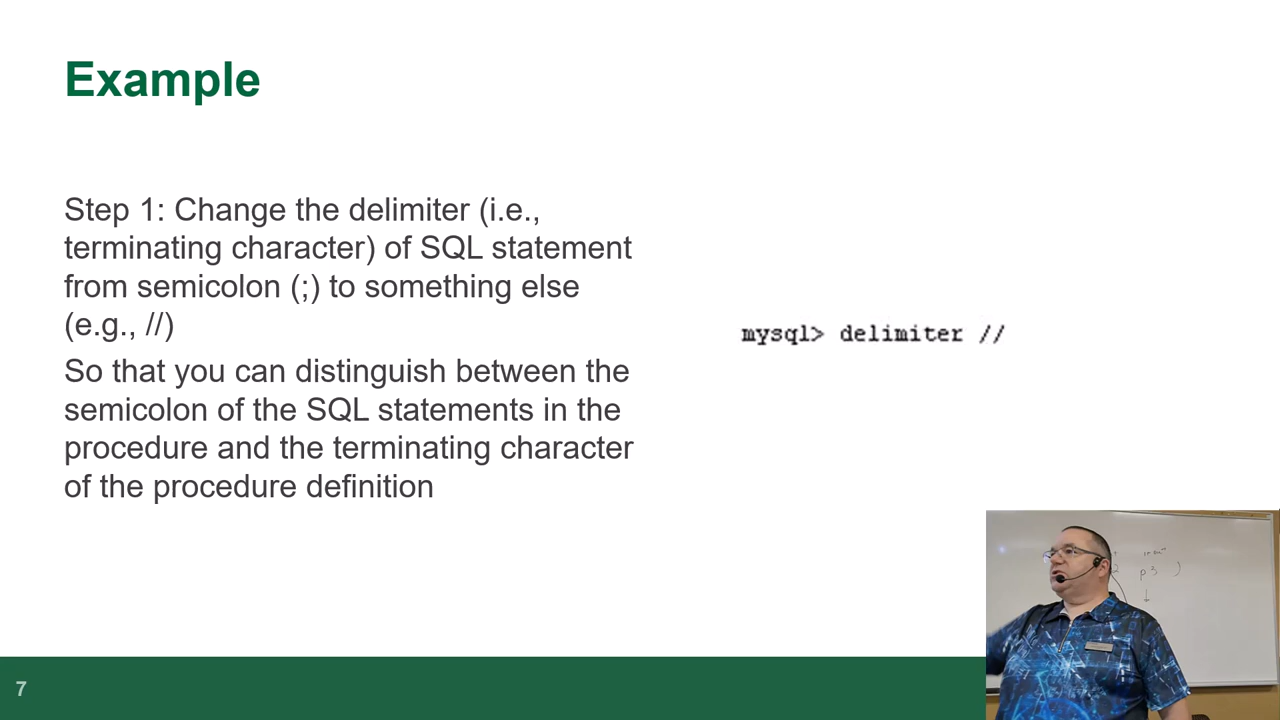 Example
Step 1: Change the delimiter (i.e.,
terminating character) of SQL statement
from semicolon (;) to something else
(e.g., //)
So that you can distinguish between the
semicolon of the SQL statements in the
procedure and the terminating character
of the procedure definition
mysql> delimiter //
p3 )
7